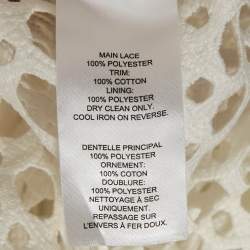 MAIN LACE
100% POLYESTER
TRIM:
100% COTTON
LINING:
100% POLYESTER
DRY CLEAN ONLY.
COOL IRON ON REVERSE.
DENTELLE PRINCIPAL
100% POLYESTER
ORNEMENT:
100% COTON
DOUBLURE:
100% POLYESTER
NETTOYAGE À SEC
UNIQUEMENT.
REPASSAGE SUR
L'ENVERS À FER DOUX.